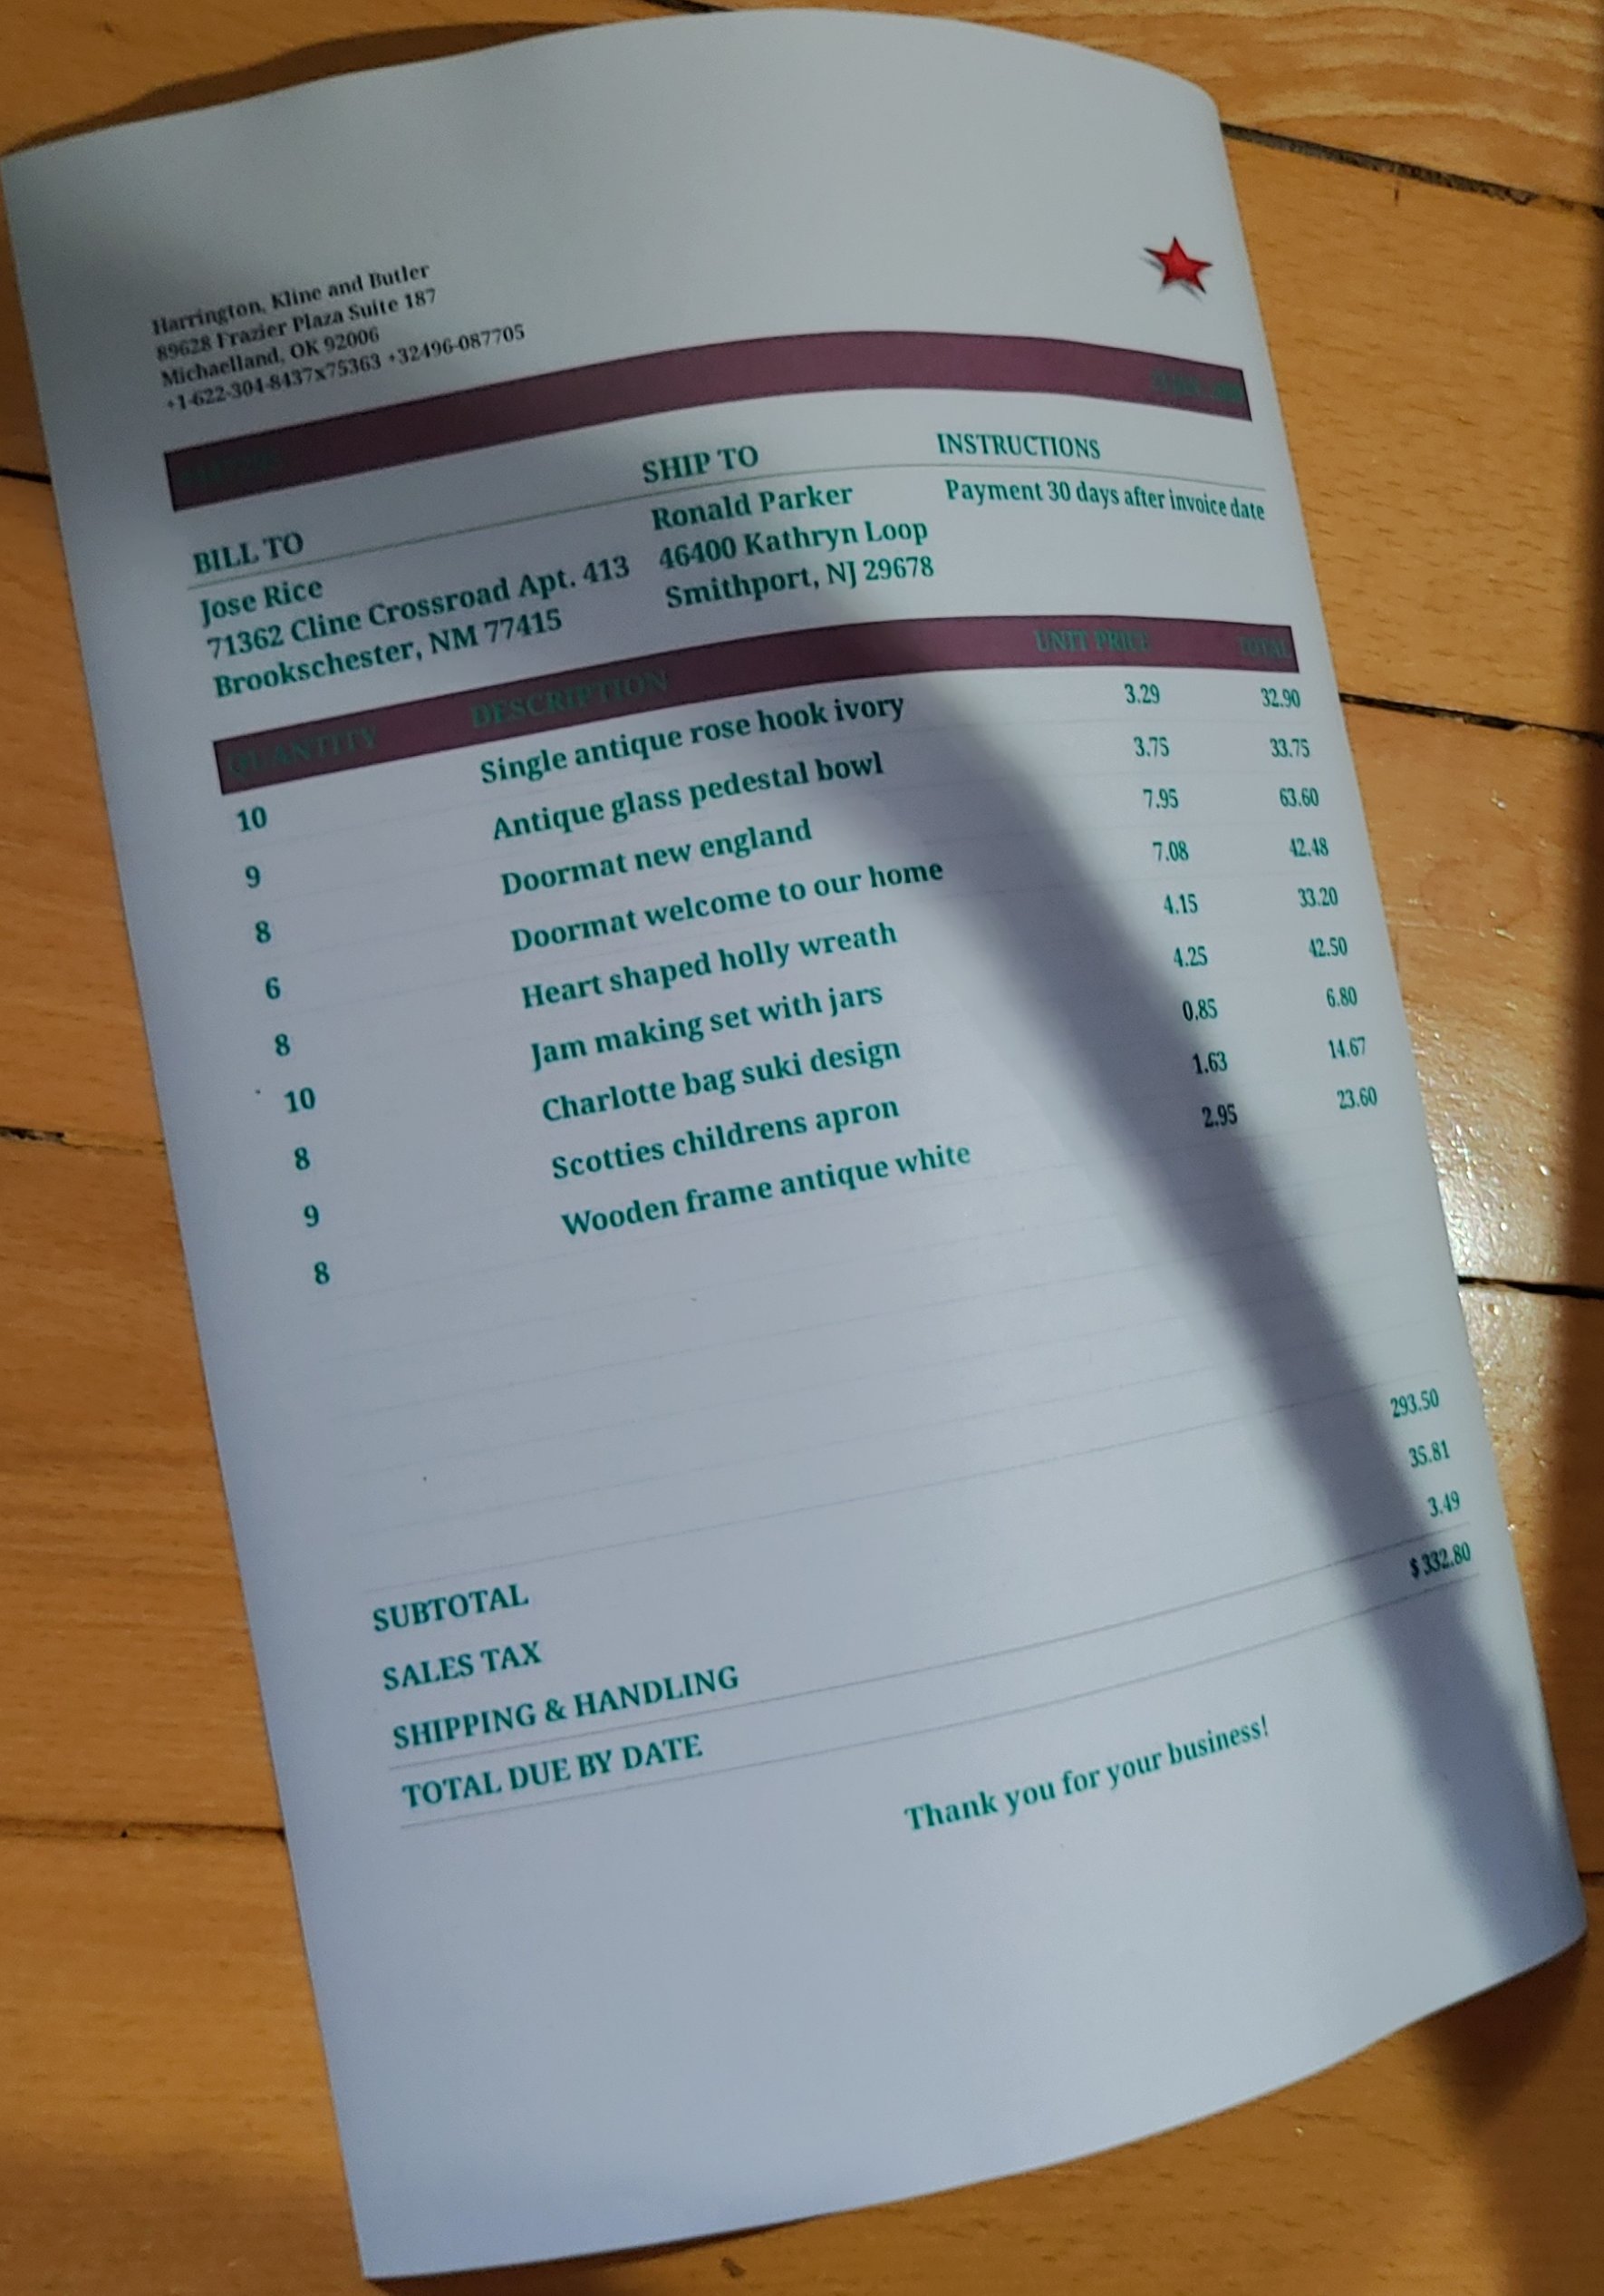 Harrington, Kline and Butler
89628 Frazier Plaza Suite 187
Michaelland, OK 92006
+1-622-304-8437x75363 +32496-087705
BILL TO SHIP TO INSTRUCTIONS
Jose Rice Ronald Parker Payment 30 days after invoice date
71362 Cline Crossroad Apt. 413 46400 Kathryn Loop
Brookschester, NM 77415 Smithport, NJ 29678
QUANTITY DESCRIPTION UNIT PRICE TOTAL
10 Single antique rose hook ivory 3.29 32.90
9 Antique glass pedestal bowl 3.75 33.75
8 Doormat new england 7.95 63.60
6 Doormat welcome to our home 7.08 42.48
8 Heart shaped holly wreath 4.15 33.20
10 Jam making set with jars 4.25 42.50
8 Charlotte bag suki design 0.85 6.80
9 Scotties childrens apron 1.63 14.67
8 Wooden frame antique white 2.95 23.60
SUBTOTAL 293.50
SALES TAX 35.81
SHIPPING & HANDLING 3.49
TOTAL DUE BY DATE $ 332.80
Thank you for your business!